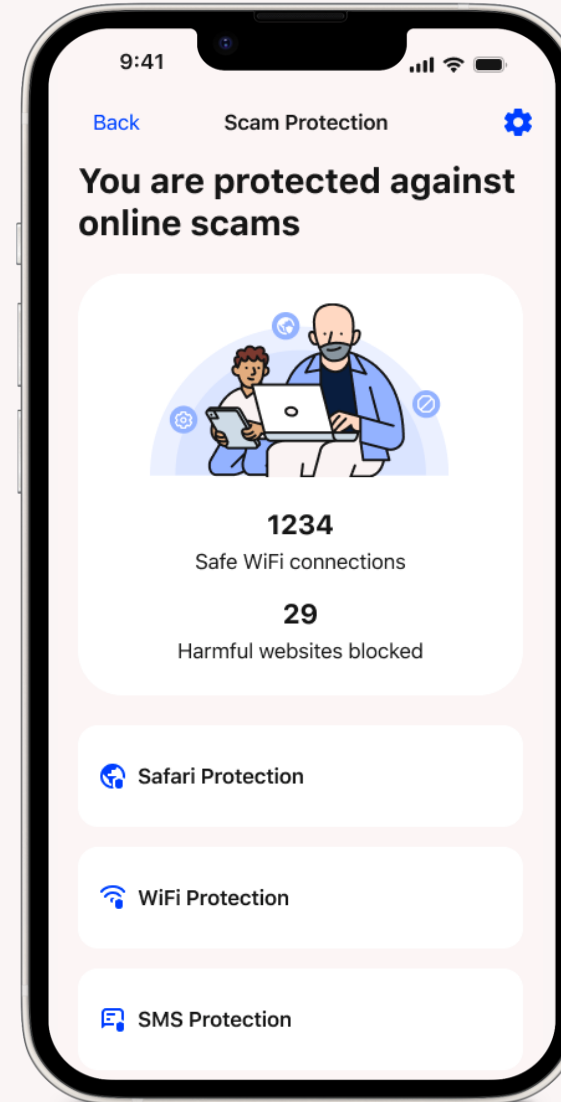 9:41
Back
Scam Protection
You are protected against
online scams
1234
Safe WiFi connections
29
Harmful websites blocked
Safari Protection
WiFi Protection
SMS Protection